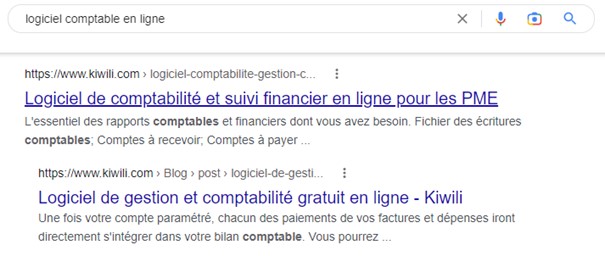 logiciel comptable en ligne
https://www.kiwili.com › logiciel-comptabilite-gestion-c...
Logiciel de comptabilité et suivi financier en ligne pour les PME
L'essentiel des rapports comptables et financiers dont vous avez besoin. Fichier des écritures
comptables; Comptes à recevoir; Comptes à payer ...
https://www.kiwili.com › Blog › post › logiciel-de-gesti...
Logiciel de gestion et comptabilité gratuit en ligne - Kiwili
Une fois votre compte paramétré, chacun des paiements de vos factures et dépenses iront
directement s'intégrer dans votre bilan comptable. Vous pourrez ...